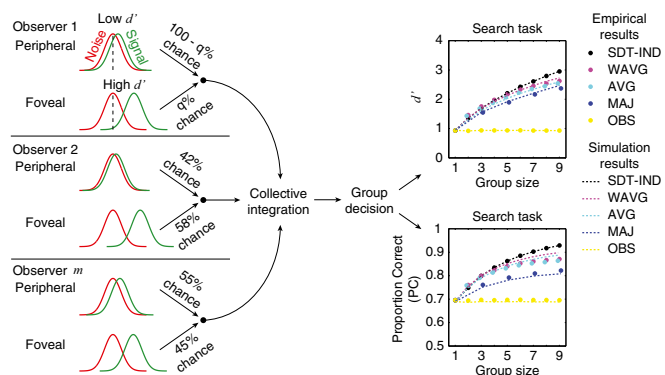 Observer 1
Peripheral
Low d'
Noise
Signal
100 - q%
chance
Foveal
High d'
q%
chance
Observer 2
Peripheral
42%
chance
Foveal
58%
chance
Observer m
Peripheral
55%
chance
Foveal
45%
chance
Collective
integration
Group
decision
Search task
d'
4
3
2
1
0
1 3 5 7 9
Group size
Search task
Proportion Correct
(PC)
1
0.9
0.8
0.7
0.6
0.5
1 3 5 7 9
Group size
Empirical
results
SDT-IND
WAVG
AVG
MAJ
OBS
Simulation
results
SDT-IND
WAVG
AVG
MAJ
OBS